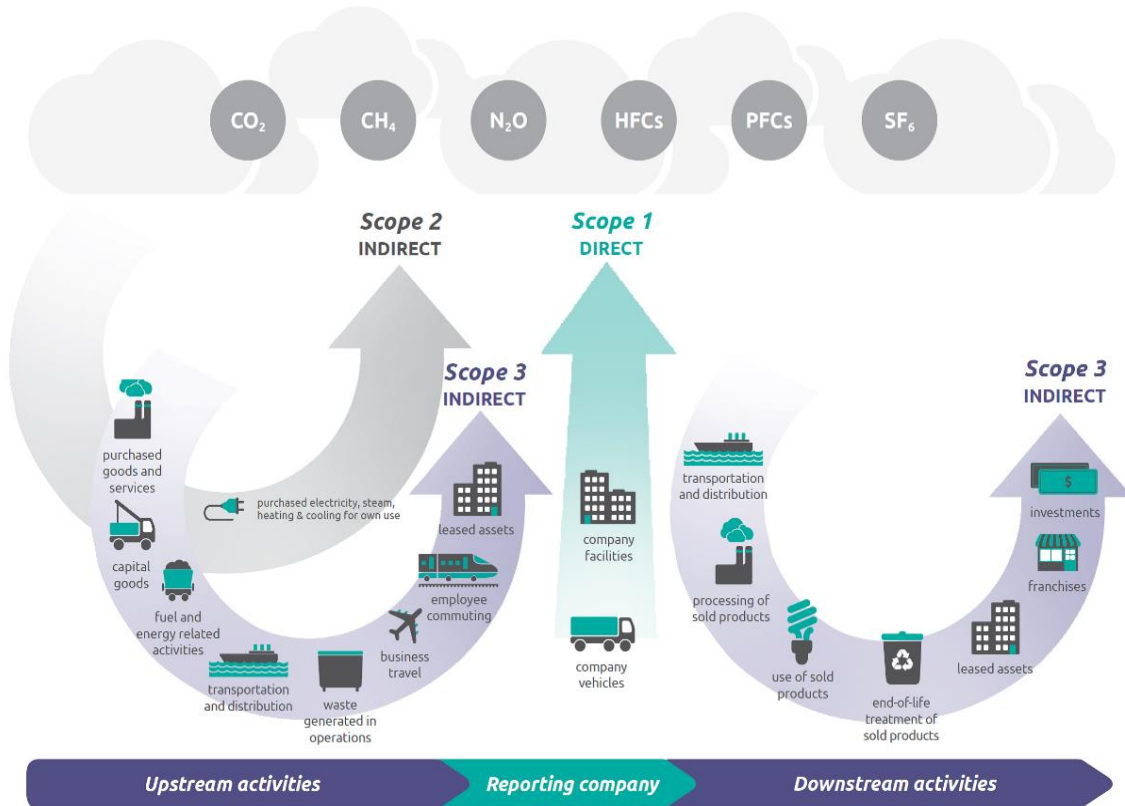 CO₂
CH₄
N₂O
HFCs
PFCs
SF₆
Scope 2
INDIRECT
Scope 1
DIRECT
Scope 3
INDIRECT
Scope 3
INDIRECT
purchased
goods and
services
capital
goods
fuel and
energy related
activities
purchased electricity, steam,
heating & cooling for own use
transportation
and distribution
waste
generated in
operations
business
travel
employee
commuting
leased assets
company
facilities
company
vehicles
transportation
and distribution
processing of
sold products
use of sold
products
end-of-life
treatment of
sold products
leased assets
franchises
$
investments
Upstream activities
Reporting company
Downstream activities